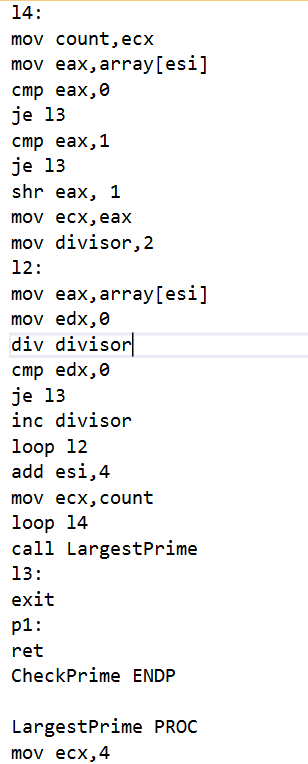 l4:
mov count,ecx
mov eax,array[esi]
cmp eax,0
je l3
cmp eax,1
je l3
shr eax, 1
mov ecx,eax
mov divisor,2
l2:
mov eax,array[esi]
mov edx,0
div divisor
cmp edx,0
je l3
inc divisor
loop l2
add esi,4
mov ecx,count
loop l4
call LargestPrime
l3:
exit
p1:
ret
CheckPrime ENDP

LargestPrime PROC
mov ecx,4